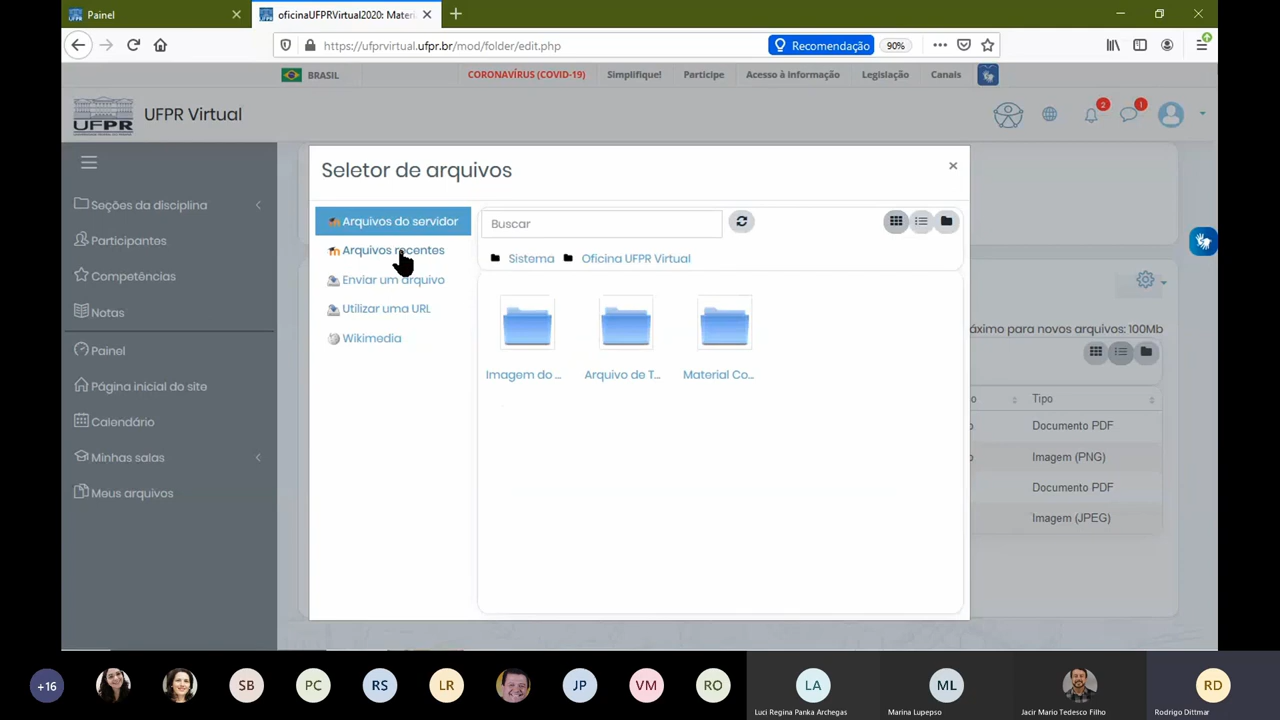 Painel
oficinaUFPRVirtual2020: Materi
https://ufprvirtual.ufpr.br/mod/folder/edit.php
Recomendação
90%
BRASIL
CORONAVÍRUS (COVID-19)
Simplifique!
Participe
Acesso à informação
Legislação
Canais
UFPR
UFPR Virtual
2
1
Seções da disciplina
Participantes
Competências
Notas
Painel
Página inicial do site
Calendário
Minhas salas
Meus arquivos
Seletor de arquivos
Arquivos do servidor
Arquivos recentes
Enviar um arquivo
Utilizar uma URL
Wikimedia
Buscar
Sistema
Oficina UFPR Virtual
Imagem do ...
Arquivo de T...
Material Co...
áximo para novos arquivos: 100Mb
o
Tipo
o
Documento PDF
o
Imagem (PNG)
Documento PDF
Imagem (JPEG)
+16
SB
PC
RS
LR
JP
VM
RO
LA
ML
RD
Luci Regina Panka Archegas
Marina Lupepso
Jacir Mario Tedesco Filho
Rodrigo Dittmar